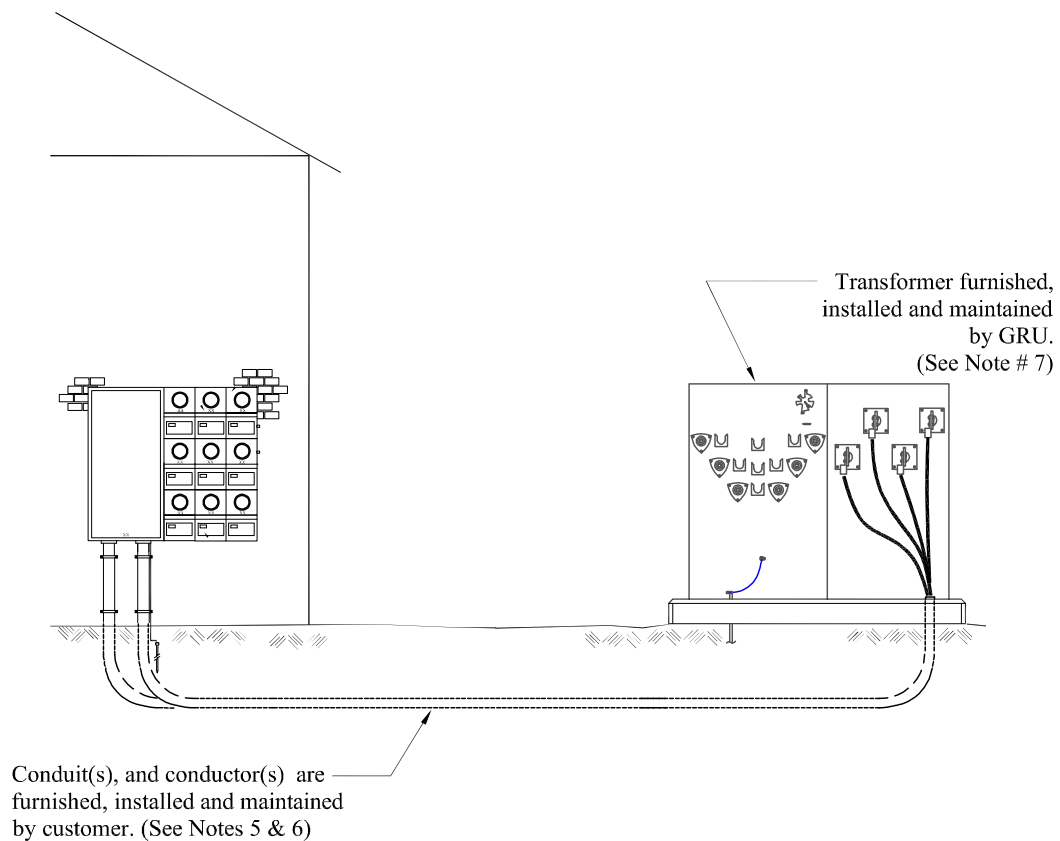 Transformer furnished,
installed and maintained
by GRU.
(See Note # 7)
Conduit(s), and conductor(s) are
furnished, installed and maintained
by customer. (See Notes 5 & 6)